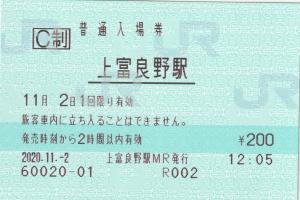 C制 普通入場券
上富良野駅
11月 2日1回限り有効
旅客車内に立ち入ることはできません。
発売時刻から2時間以内有効 ¥200
2020.11.-2 上富良野駅MR発行 12:05
60020-01 R002